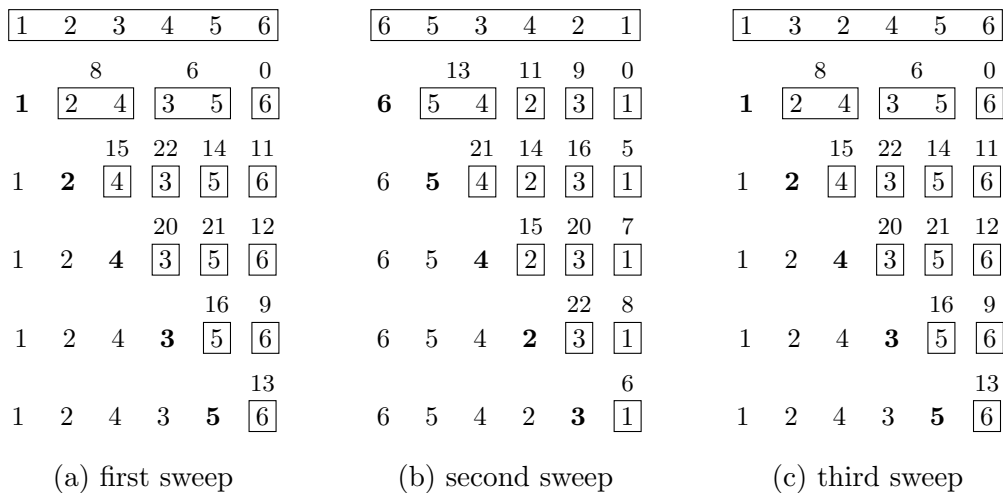 1 2 3 4 5 6
8 6 0
1 2 4 3 5 6
15 22 14 11
1 2 4 3 5 6
20 21 12
1 2 4 3 5 6
16 9
1 2 4 3 5 6
13
1 2 4 3 5 6
(a) first sweep
6 5 3 4 2 1
13 11 9 0
6 5 4 2 3 1
21 14 16 5
6 5 4 2 3 1
15 20 7
6 5 4 2 3 1
22 8
6 5 4 2 3 1
6
6 5 4 2 3 1
(b) second sweep
1 3 2 4 5 6
8 6 0
1 2 4 3 5 6
15 22 14 11
1 2 4 3 5 6
20 21 12
1 2 4 3 5 6
16 9
1 2 4 3 5 6
13
1 2 4 3 5 6
(c) third sweep